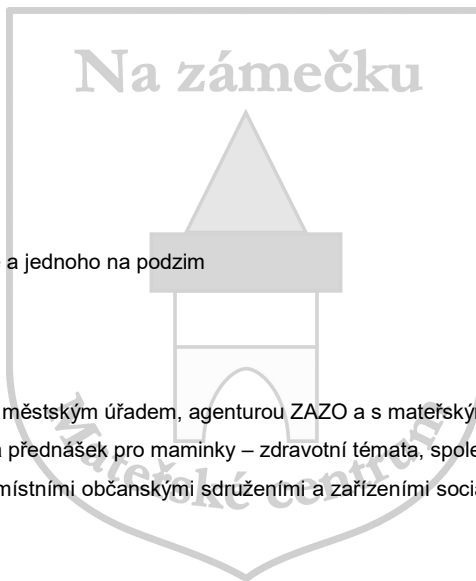 Na zámečku
a jednoho na podzim
městským úřadem, agenturou ZAZO a s mateřský
přednášek pro maminky – zdravotní témata, spole
místními občanskými sdruženími a zařízeními sociá
Mateřské centrum